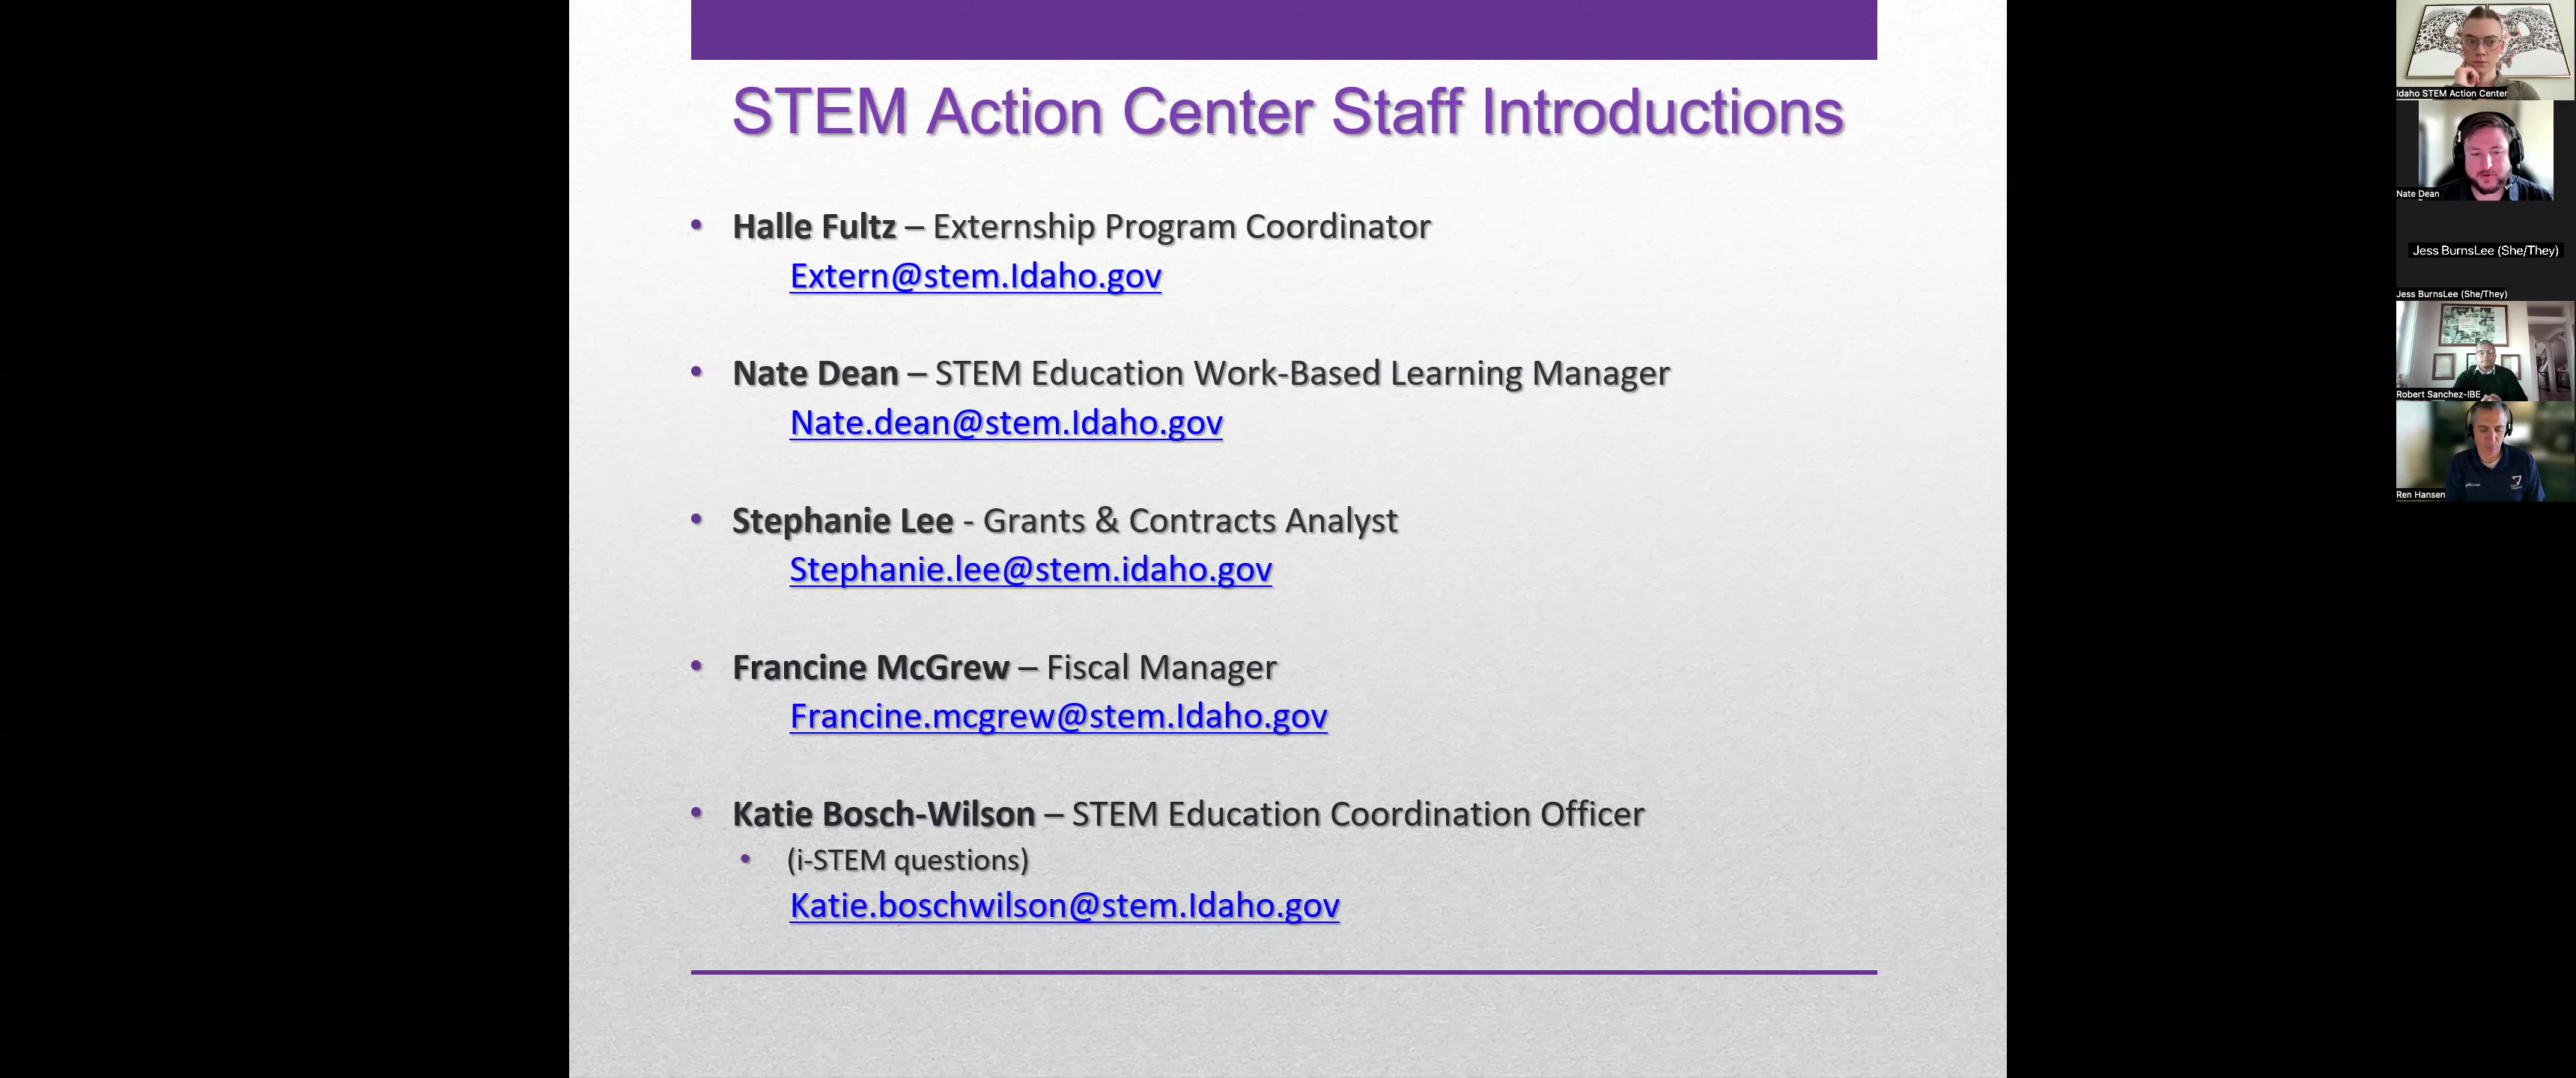 STEM Action Center Staff Introductions
• Halle Fultz – Externship Program Coordinator
Extern@stem.Idaho.gov
• Nate Dean – STEM Education Work-Based Learning Manager
Nate.dean@stem.Idaho.gov
• Stephanie Lee - Grants & Contracts Analyst
Stephanie.lee@stem.idaho.gov
• Francine McGrew – Fiscal Manager
Francine.mcgrew@stem.Idaho.gov
• Katie Bosch-Wilson – STEM Education Coordination Officer
• (i-STEM questions)
Katie.boschwilson@stem.Idaho.gov
Idaho STEM Action Center
Nate Dean
Jess BurnsLee (She/They)
Jess BurnsLee (She/They)
Robert Sanchez-IBE
Ren Hansen